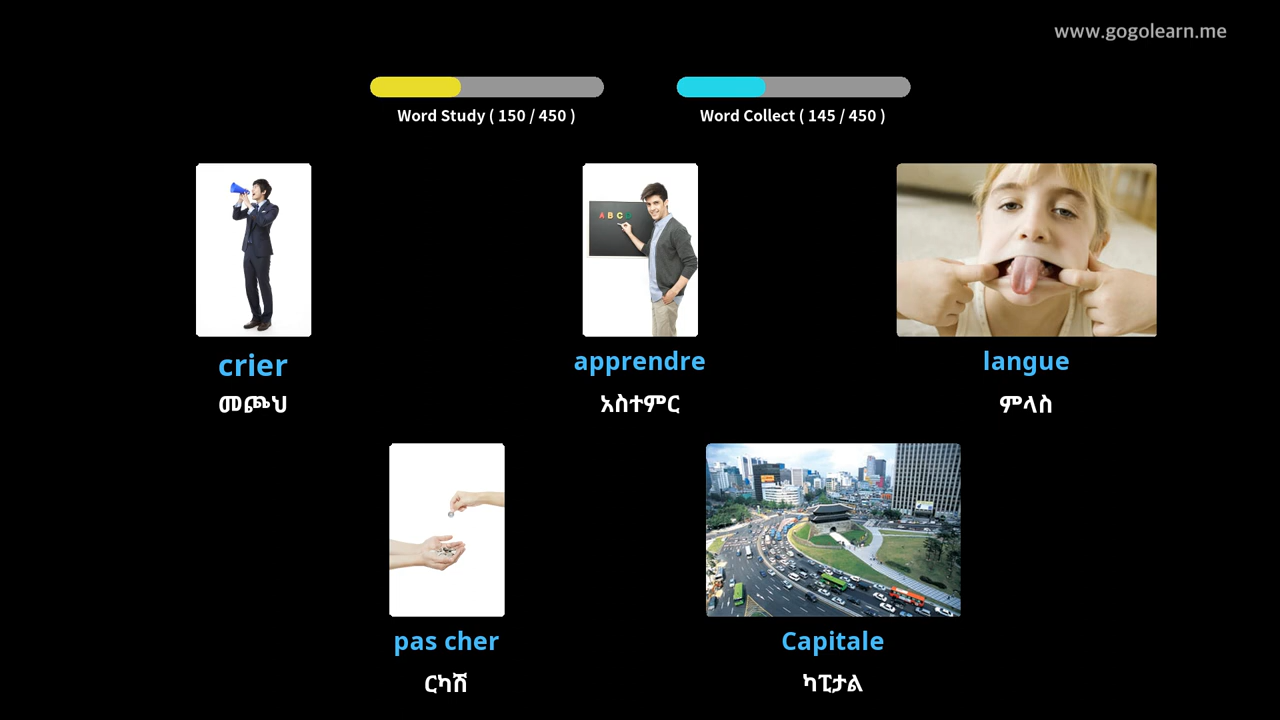 www.gogolearn.me
Word Study ( 150 / 450 )
Word Collect ( 145 / 450 )
A B C C
crier
መጮህ
apprendre
አስተምር
langue
ምላስ
pas cher
ርካሽ
Capitale
ካፒታል